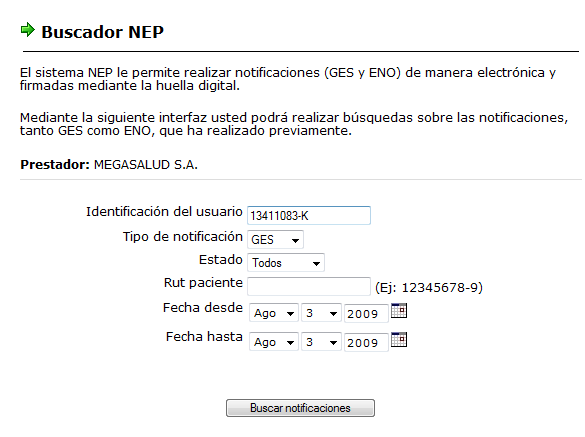 Buscador NEP
El sistema NEP le permite realizar notificaciones (GES y ENO) de manera electrónica y
firmadas mediante la huella digital.
Mediante la siguiente interfaz usted podrá realizar búsquedas sobre las notificaciones,
tanto GES como ENO, que ha realizado previamente.
Prestador: MEGASALUD S.A.
Identificación del usuario 13411083-K
Tipo de notificación GES
Estado Todos
Rut paciente (Ej: 12345678-9)
Fecha desde Ago 3 2009
Fecha hasta Ago 3 2009
Buscar notificaciones